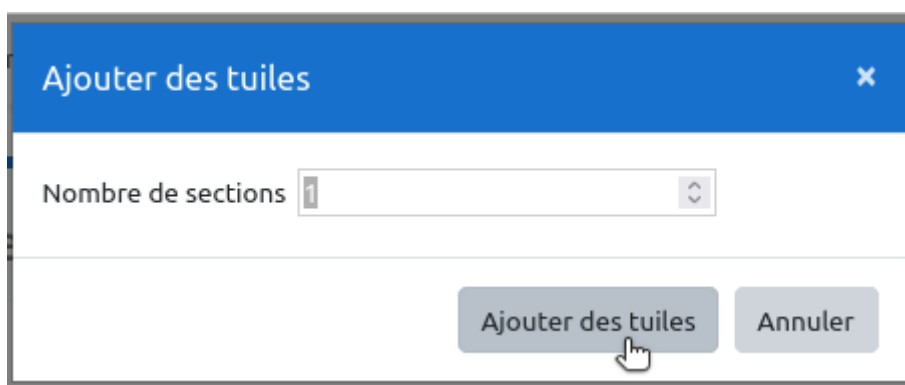 Ajouter des tuiles ×
Nombre de sections 1
Ajouter des tuiles Annuler